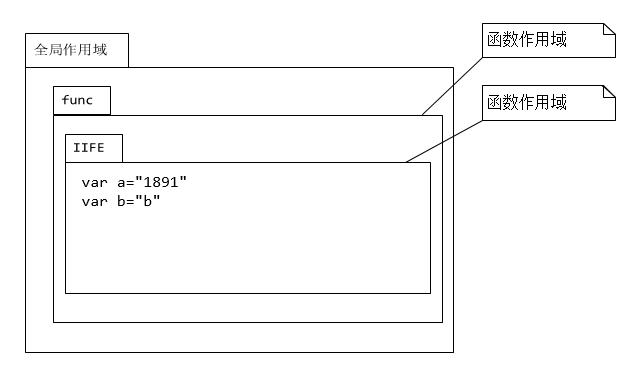 函数作用域
全局作用域
函数作用域
func
IIFE
var a="1891"
var b="b"